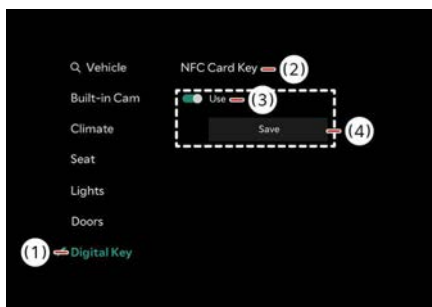 Vehicle
NFC Card Key (2)
Built-in Cam
Use (3)
Climate
Save (4)
Seat
Lights
Doors
(1) Digital Key